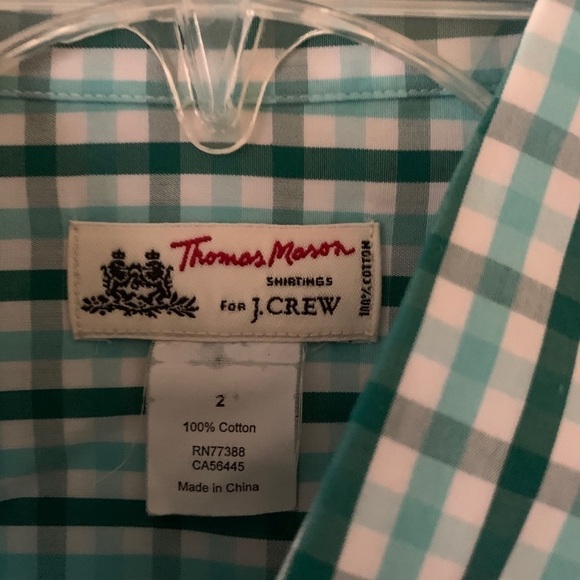 Thomas Mason
SHIRTINGS
FOR J.CREW
100% COTTON
2
100% Cotton
RN77388
CA56445
Made in China